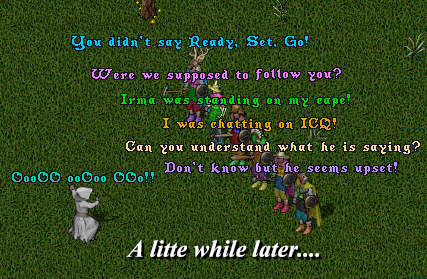 You didn't say Ready, Set, Go!
Were we supposed to follow you?
Irma was standing on my cape!
I was chatting on ICQ!
Can you understand what he is saying?
Don't know but he seems upset!
OooOO ooOoo OOo!!
A litte while later....